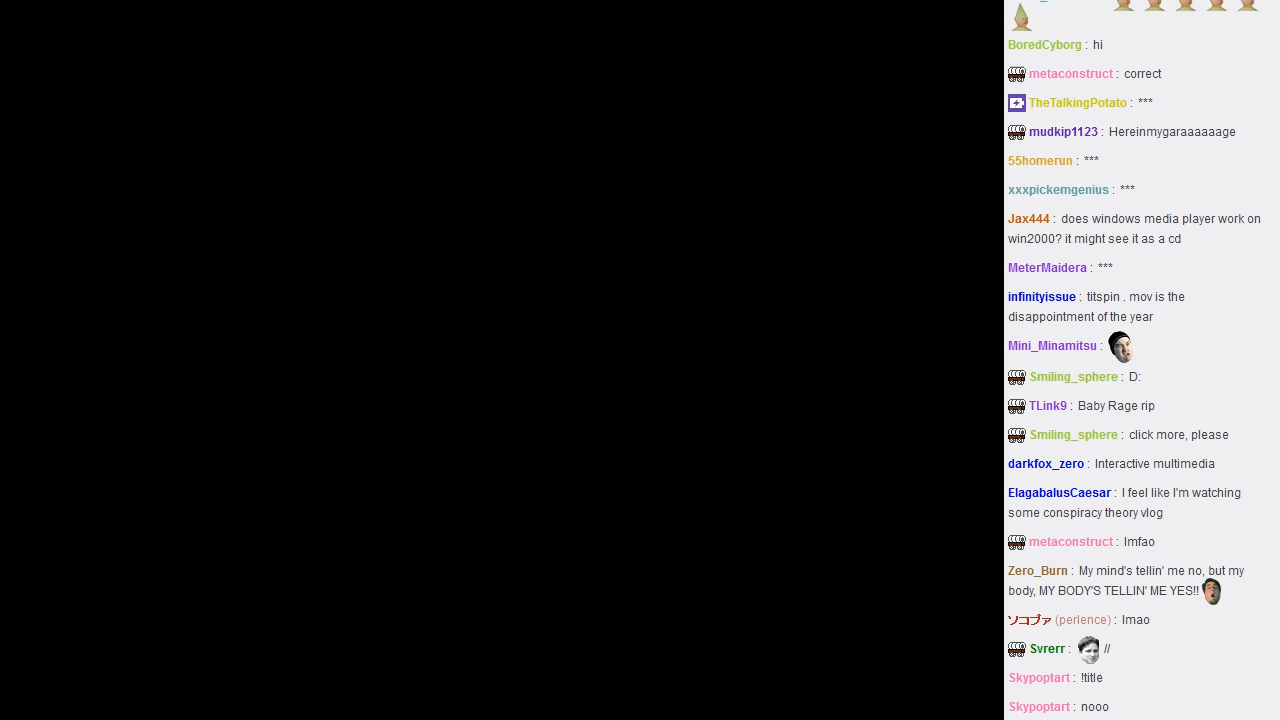 BoredCyborg : hi
metaconstruct : correct
TheTalkingPotato : ***
mudkip1123 : Hereinmygaraaaaaage
55homerun : ***
xxxpickemgenius : ***
Jax444 : does windows media player work on
win2000? it might see it as a cd
MeterMaidera : ***
infinityissue : titspin . mov is the
disappointment of the year
Mini_Minamitsu :
Smiling_sphere : D:
TLink9 : Baby Rage rip
Smiling_sphere : click more, please
darkfox_zero : Interactive multimedia
ElagabalusCaesar : I feel like I'm watching
some conspiracy theory vlog
metaconstruct : lmfao
Zero_Burn : My mind's tellin' me no, but my
body, MY BODY'S TELLIN' ME YES!!
ソコブァ (perlence) : lmao
Svrerr : //
Skypoptart : !title
Skypoptart : nooo